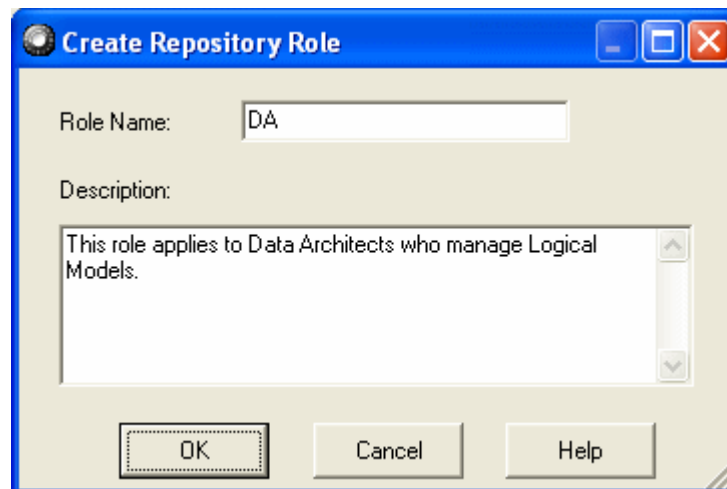 Create Repository Role
Role Name: DA
Description:
This role applies to Data Architects who manage Logical
Models.
OK Cancel Help